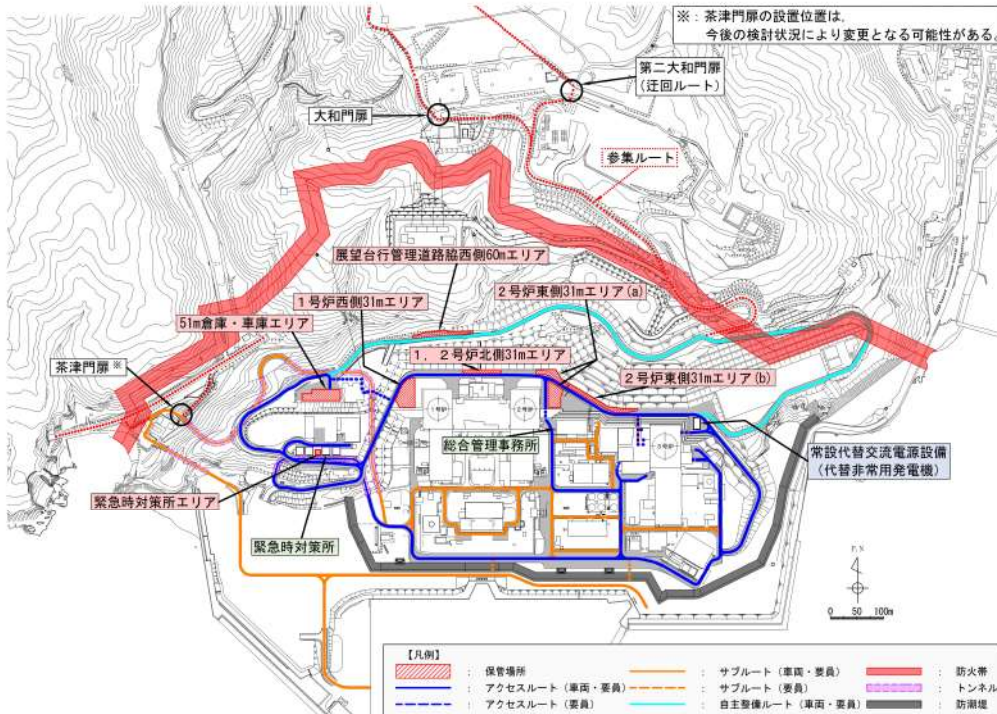 ※：茶津門扉の設置位置は、
今後の検討状況により変更となる可能性がある。
第二大和門扉
(迂回ルート)
大和門扉
参集ルート
展望台行管理道路脇西側60mエリア
1号炉西側31mエリア
2号炉東側31mエリア(a)
51m倉庫・車庫エリア
1，2号炉北側31mエリア
茶津門扉※
2号炉東側31mエリア(b)
1号炉
2号炉
総合管理事務所
3号炉
常設代替交流電源設備
(代替非常用発電機)
緊急時対策所エリア
緊急時対策所
P.N
0 50 100m
【凡例】
： 保管場所
： サブルート（車両・要員）
： 防火帯
： アクセスルート（車両・要員）
： サブルート（要員）
： トンネル
： アクセスルート（要員）
： 自主整備ルート（車両・要員）
： 防潮堤